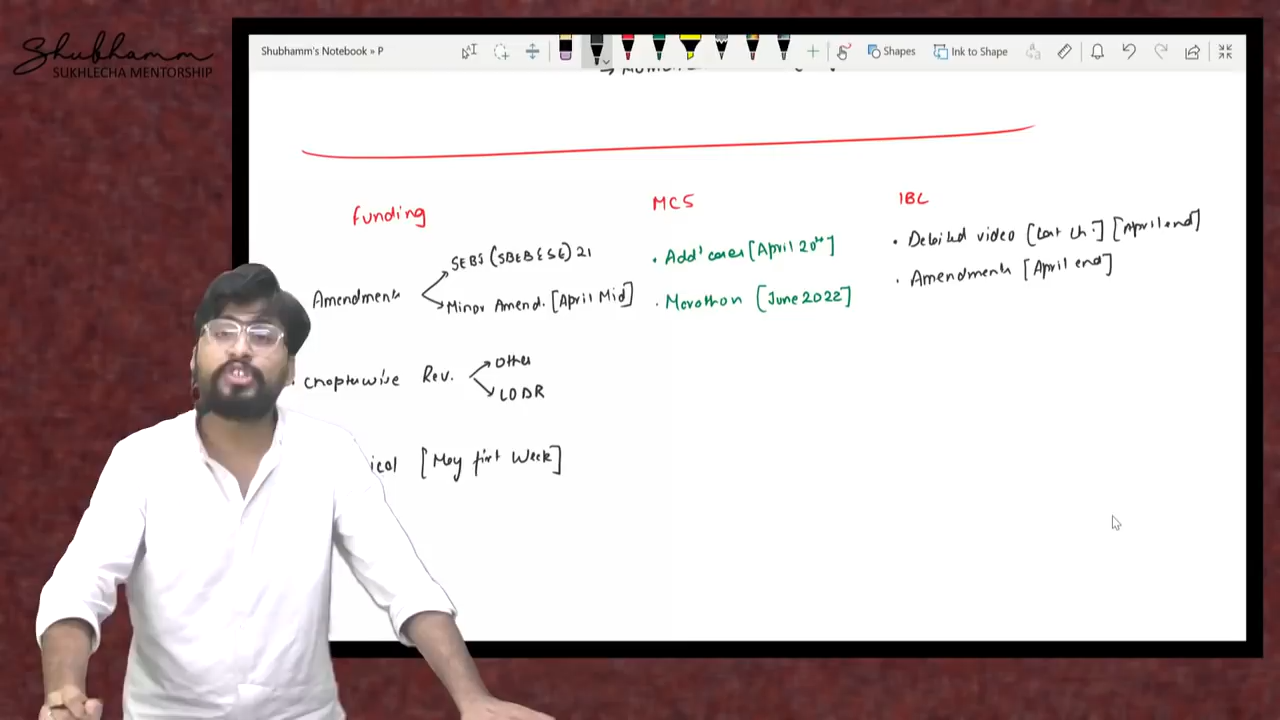 Shubhamm
SUKHLECHA MENTORSHIP
Shubhamm's Notebook » P
Shapes
Ink to Shape
Funding
Amendments
SEBS (SBEB & SE) 21
Minor Amend. [April Mid]
Chapterwise Rev.
Other
LODR
ical [May first Week]
MCS
• Add' cases [April 20th]
• Marathon [June 2022]
IBC
• Detailed video [Last Ch:] [April end]
• Amendments [April end]